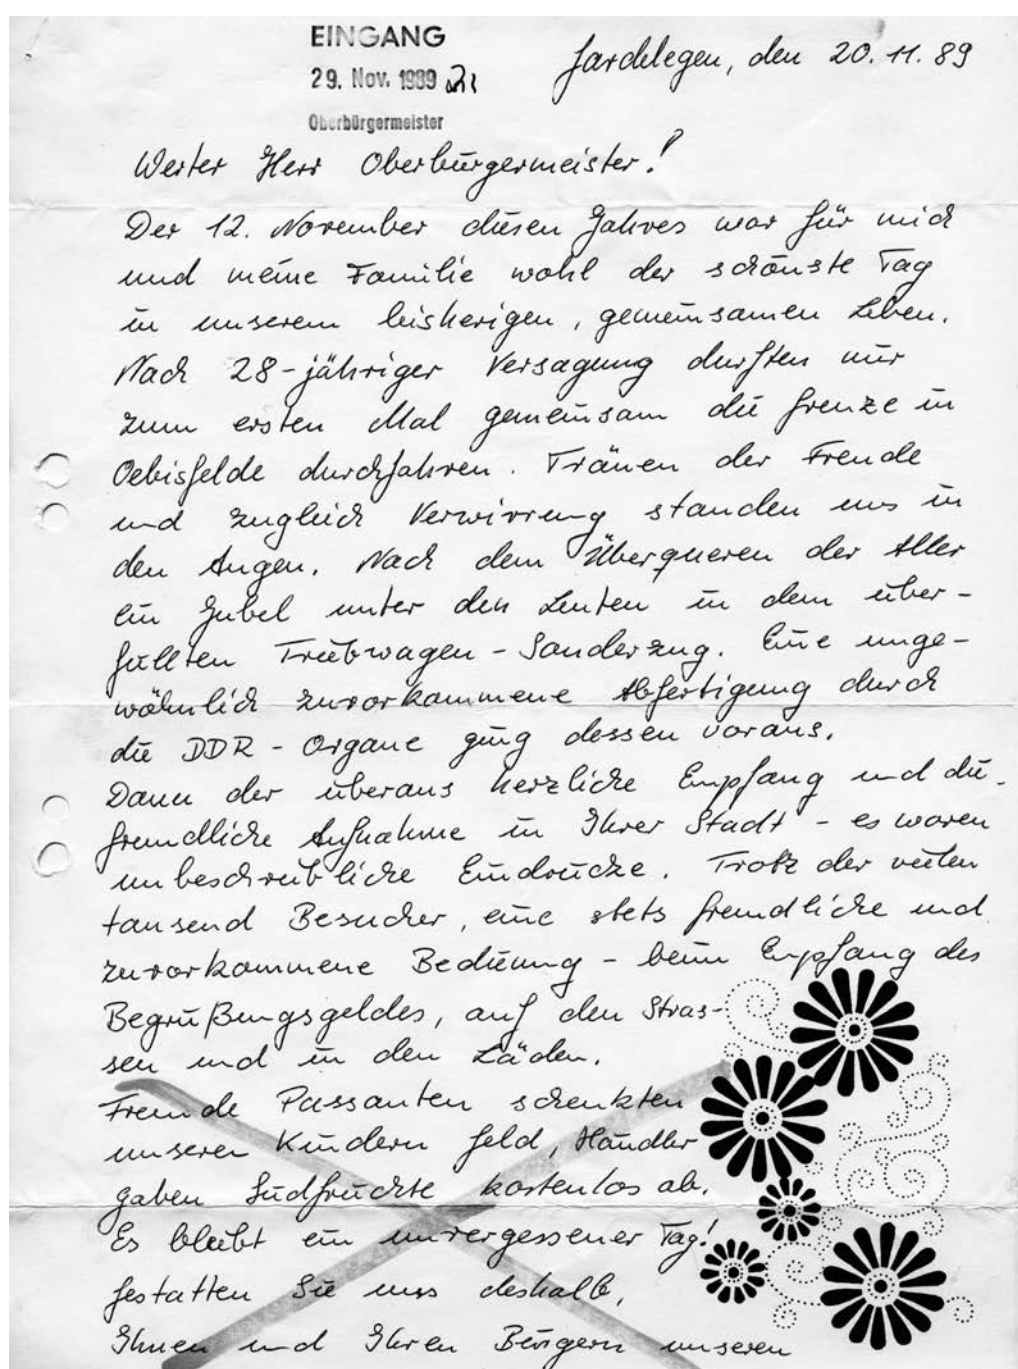 EINGANG
29. Nov. 1989
Oberbürgermeister
Gardelegen, den 20.11.89
Werter Herr Oberbürgermeister!
Der 12. November diesen Jahres war für mich
und meine Familie wohl der schönste Tag
in unserem bisherigen, gemeinsamen Leben.
Nach 28-jähriger Versagung durften wir
zum ersten Mal gemeinsam die Grenze in
Oebisfelde durchfahren. Tränen der Freude
und zugleich Verwirrung standen uns in
den Augen. Nach dem Überqueren der Aller
ein Jubel unter den Leuten in dem über-
füllten Triebwagen-Sonderzug. Eine unge-
wöhnlich zuvorkommene Abfertigung durch
die DDR-Organe ging dessen voraus.
Dann der überaus herzliche Empfang und die
freundliche Aufnahme in Ihrer Stadt - es waren
unbeschreibliche Eindrücke. Trotz der vielen
tausend Besucher, eine stets freundliche und
zuvorkommene Bedienung - beim Empfang des
Begrüßungsgeldes, auf den Stras-
sen und in den Läden.
Fremde Passanten schenkten
unseren Kindern Geld, Händler
gaben Südfrüchte kostenlos ab.
Es bleibt ein unvergessener Tag!
Gestatten Sie uns deshalb,
Ihnen und Ihren Bürgern unseren